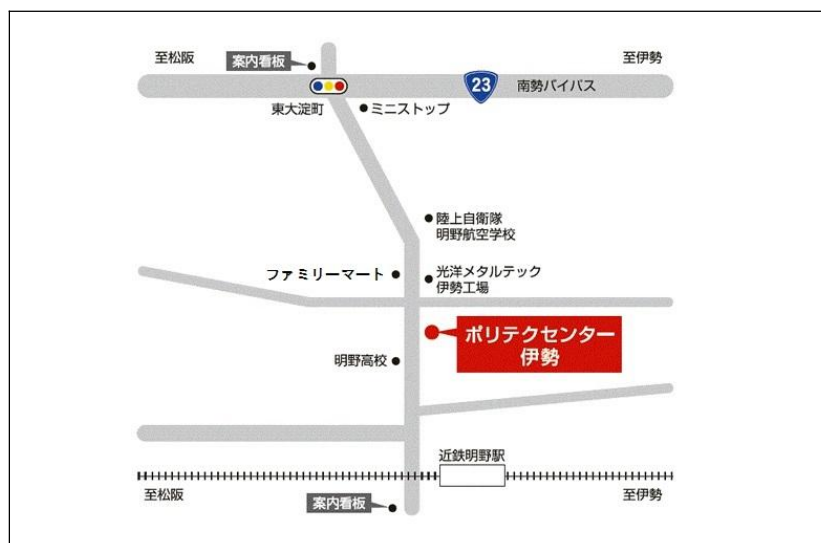 至松阪
案内看板
至伊勢
23
南勢バイパス
東大淀町
ミニストップ
陸上自衛隊
明野航空学校
ファミリーマート
光洋メタルテック
伊勢工場
ポリテクセンター
伊勢
明野高校
近鉄明野駅
至松阪
案内看板
至伊勢